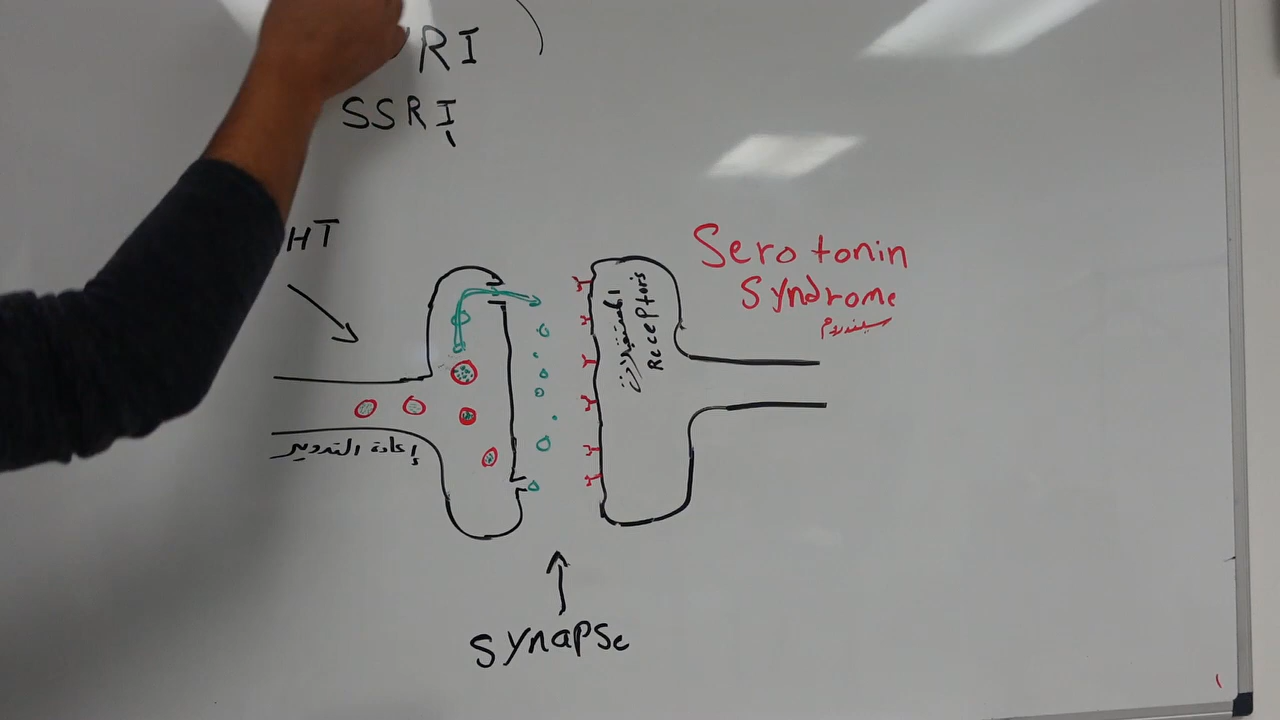 RI
SSRI
HT
Serotonin
Syndrome
سيندروم
المستقبلات
Receptors
إعادة التدوير
synapse